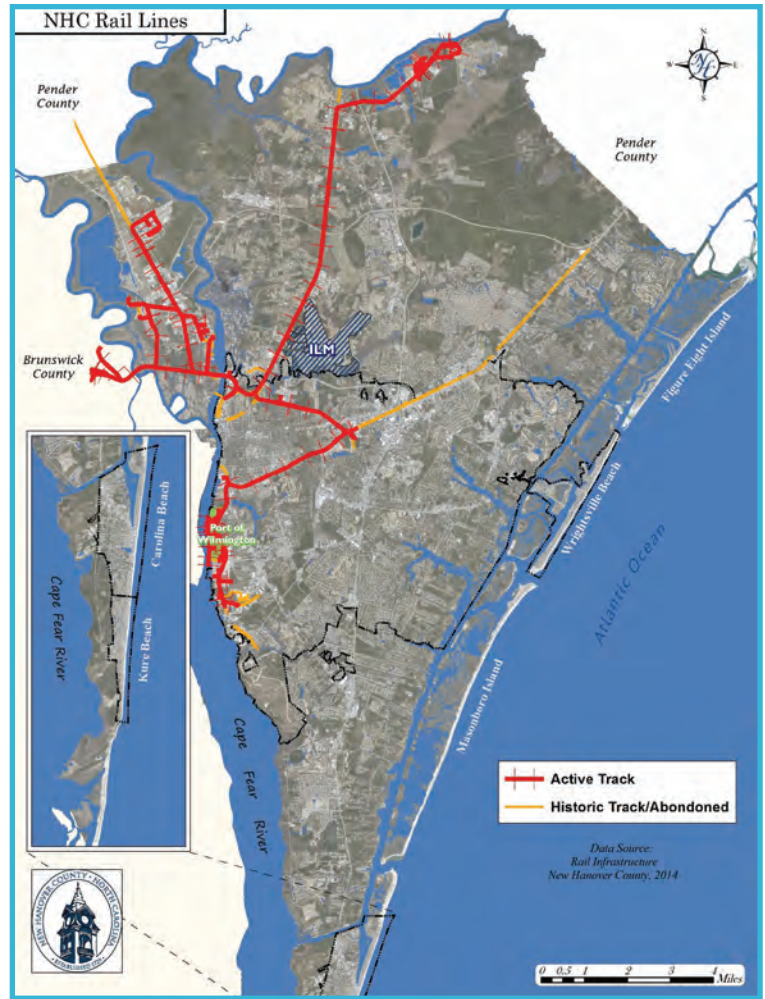 NHC Rail Lines
N
W
E
S
NH
Pender
County
Pender
County
ILM
Brunswick
County
Figure Eight Island
Wrightsville Beach
Port of
Wilmington
Carolina Beach
Cape Fear River
Kure Beach
Atlantic Ocean
Masonboro Island
Cape Fear River
Active Track
Historic Track/Abondoned
Data Source:
Rail Infrastructure
New Hanover County, 2014
NEW HANOVER COUNTY • NORTH CAROLINA
0 0.5 1 2 3 4
Miles